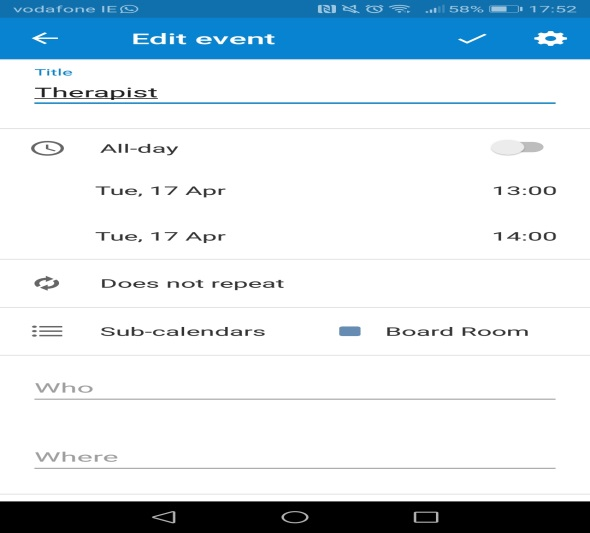 vodafone IE 58% 17:52
Edit event
Title
Therapist
All-day
Tue, 17 Apr 13:00
Tue, 17 Apr 14:00
Does not repeat
Sub-calendars Board Room
Who
Where